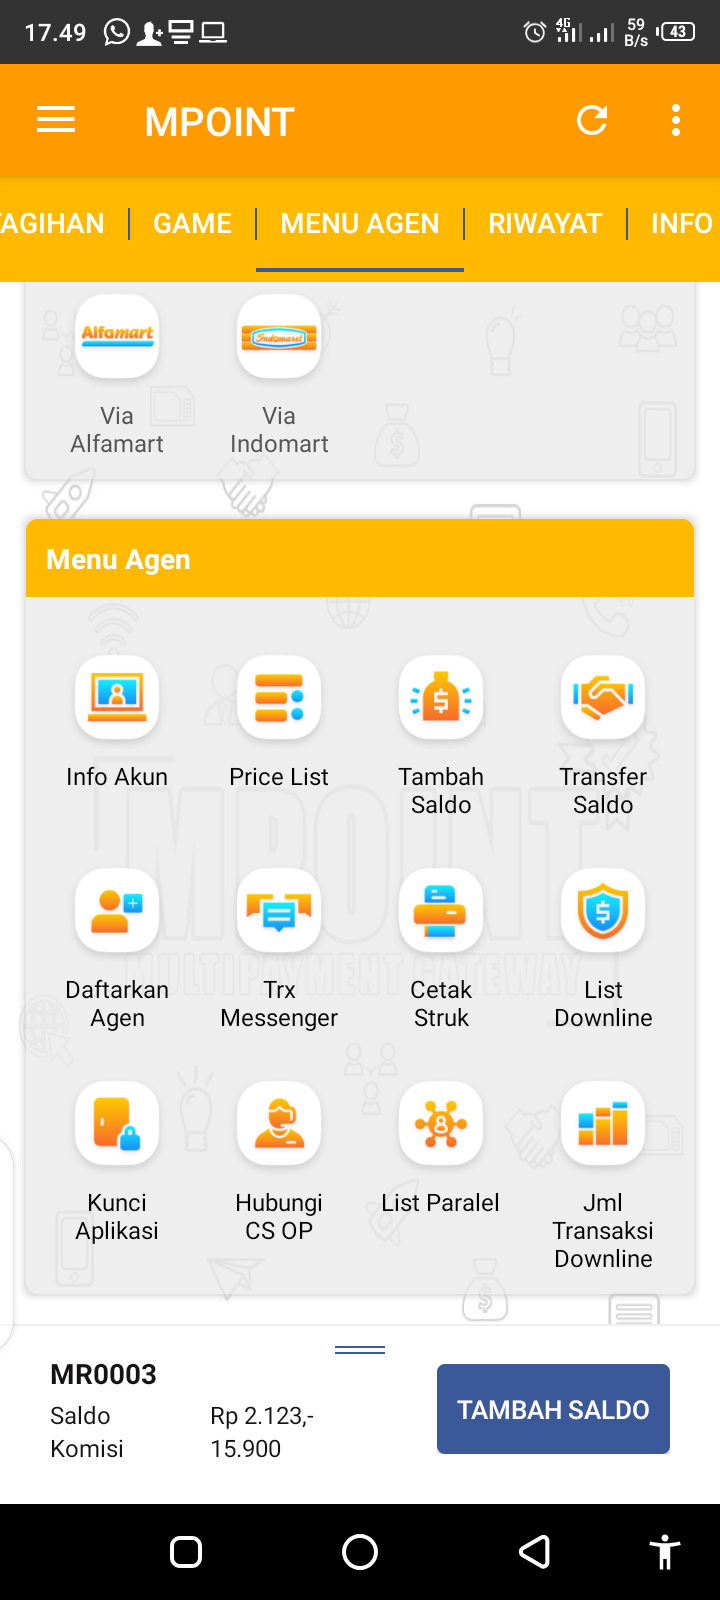 17.49
4G
59
B/s
43
MPOINT
TAGIHAN
GAME
MENU AGEN
RIWAYAT
INFO
Alfamart
Indomaret
Via
Alfamart
Via
Indomart
Menu Agen
Info Akun
Price List
Tambah
Saldo
Transfer
Saldo
MPOINT
MULTIPAYMENT GATEWAY
Daftarkan
Agen
Trx
Messenger
Cetak
Struk
List
Downline
Kunci
Aplikasi
Hubungi
CS OP
List Paralel
Jml
Transaksi
Downline
MR0003
Saldo
Rp 2.123,-
Komisi
15.900
TAMBAH SALDO